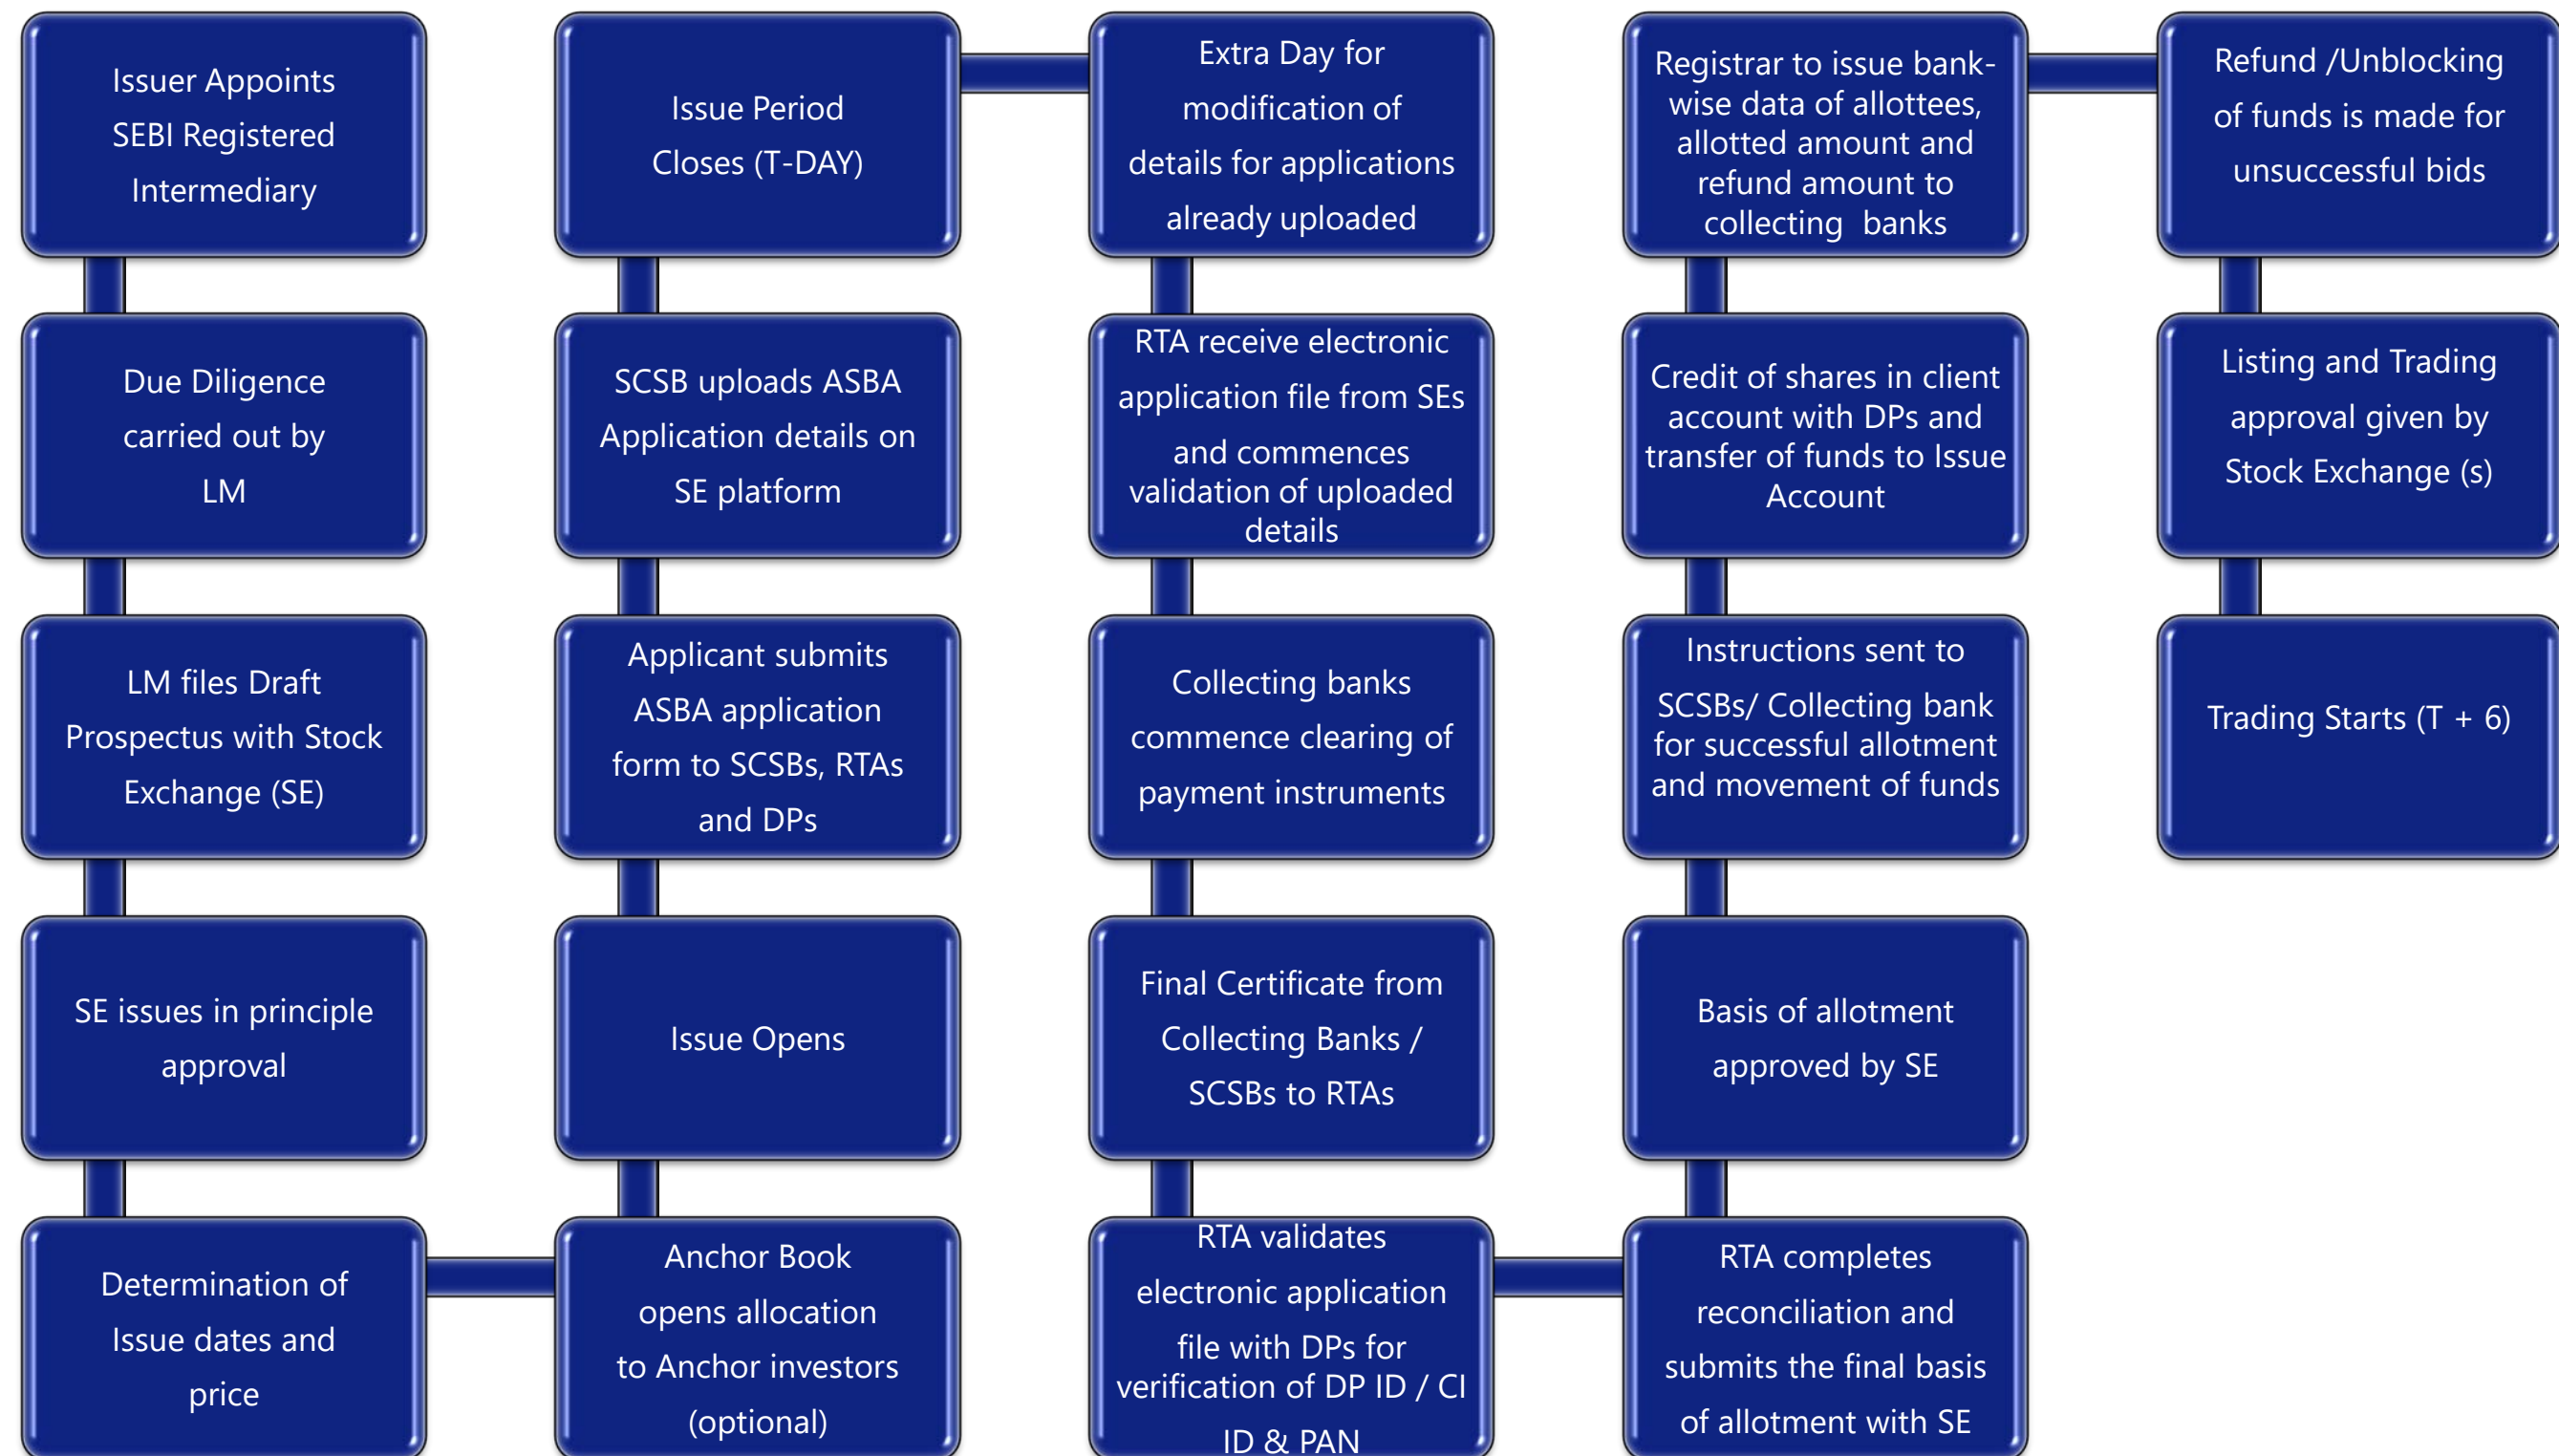 Issuer Appoints
SEBI Registered
Intermediary
Due Diligence
carried out by
LM
LM files Draft
Prospectus with Stock
Exchange (SE)
SE issues in principle
approval
Determination of
Issue dates and
price
Anchor Book
opens allocation
to Anchor investors
(optional)
Issue Opens
Applicant submits
ASBA application
form to SCSBs, RTAs
and DPs
SCSB uploads ASBA
Application details on
SE platform
Issue Period
Closes (T-DAY)
Extra Day for
modification of
details for applications
already uploaded
RTA receive electronic
application file from SEs
and commences
validation of uploaded
details
Collecting banks
commence clearing of
payment instruments
Final Certificate from
Collecting Banks /
SCSBs to RTAs
RTA validates
electronic application
file with DPs for
verification of DP ID / CI
ID & PAN
RTA completes
reconciliation and
submits the final basis
of allotment with SE
Basis of allotment
approved by SE
Instructions sent to
SCSBs/ Collecting bank
for successful allotment
and movement of funds
Credit of shares in client
account with DPs and
transfer of funds to Issue
Account
Registrar to issue bank-
wise data of allottees,
allotted amount and
refund amount to
collecting  banks
Refund /Unblocking
of funds is made for
unsuccessful bids
Listing and Trading
approval given by
Stock Exchange (s)
Trading Starts (T + 6)